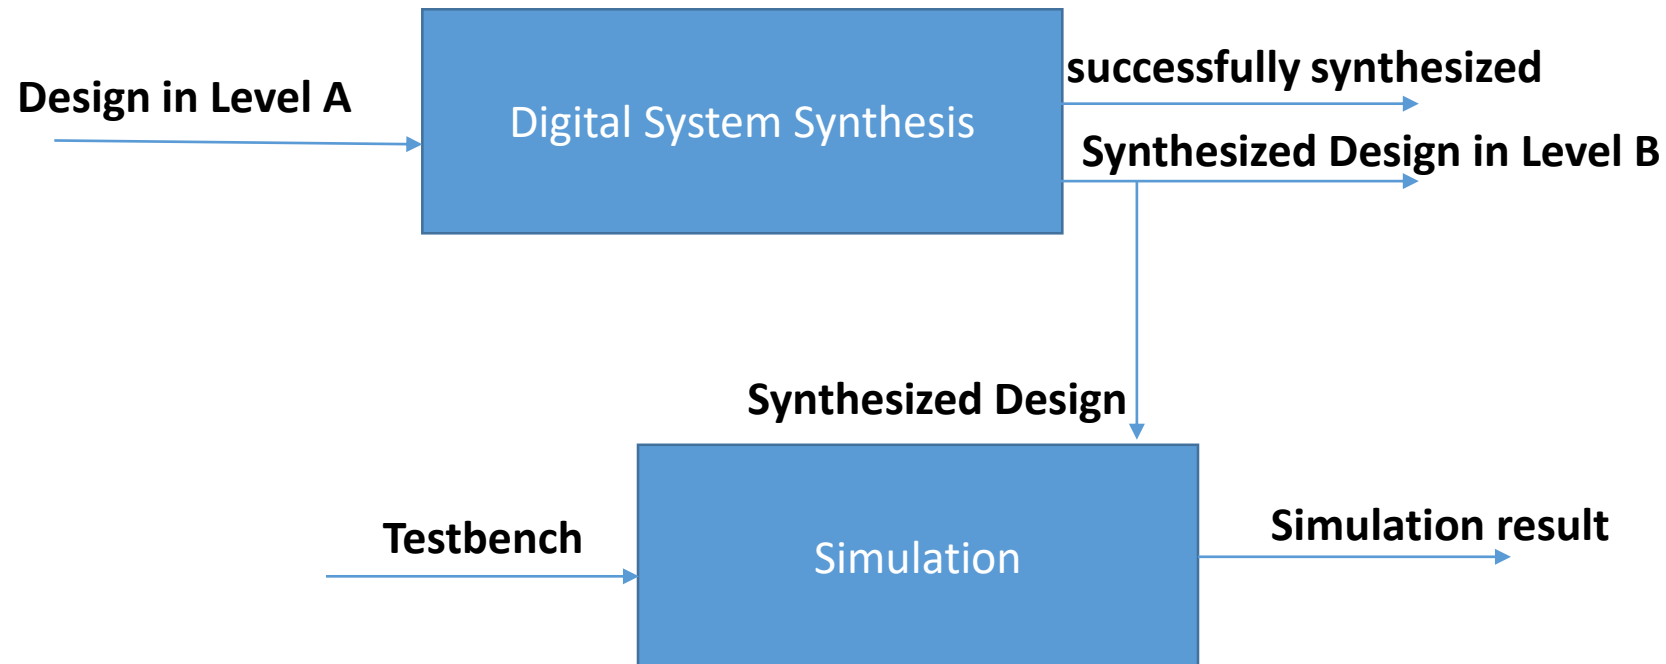 Design in Level A
Digital System Synthesis
successfully synthesized
Synthesized Design in Level B
Synthesized Design
Testbench
Simulation
Simulation result